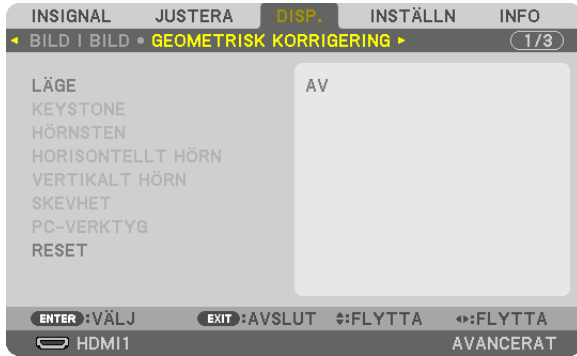 INSIGNAL JUSTERA DISP. INSTÄLLN INFO
BILD I BILD • GEOMETRISK KORRIGERING 1/3
LÄGE AV
KEYSTONE
HÖRNSTEN
HORISONTELLT HÖRN
VERTIKALT HÖRN
SKEVHET
PC-VERKTYG
RESET
ENTER:VÄLJ EXIT:AVSLUT :FLYTTA :FLYTTA
HDMI1 AVANCERAT